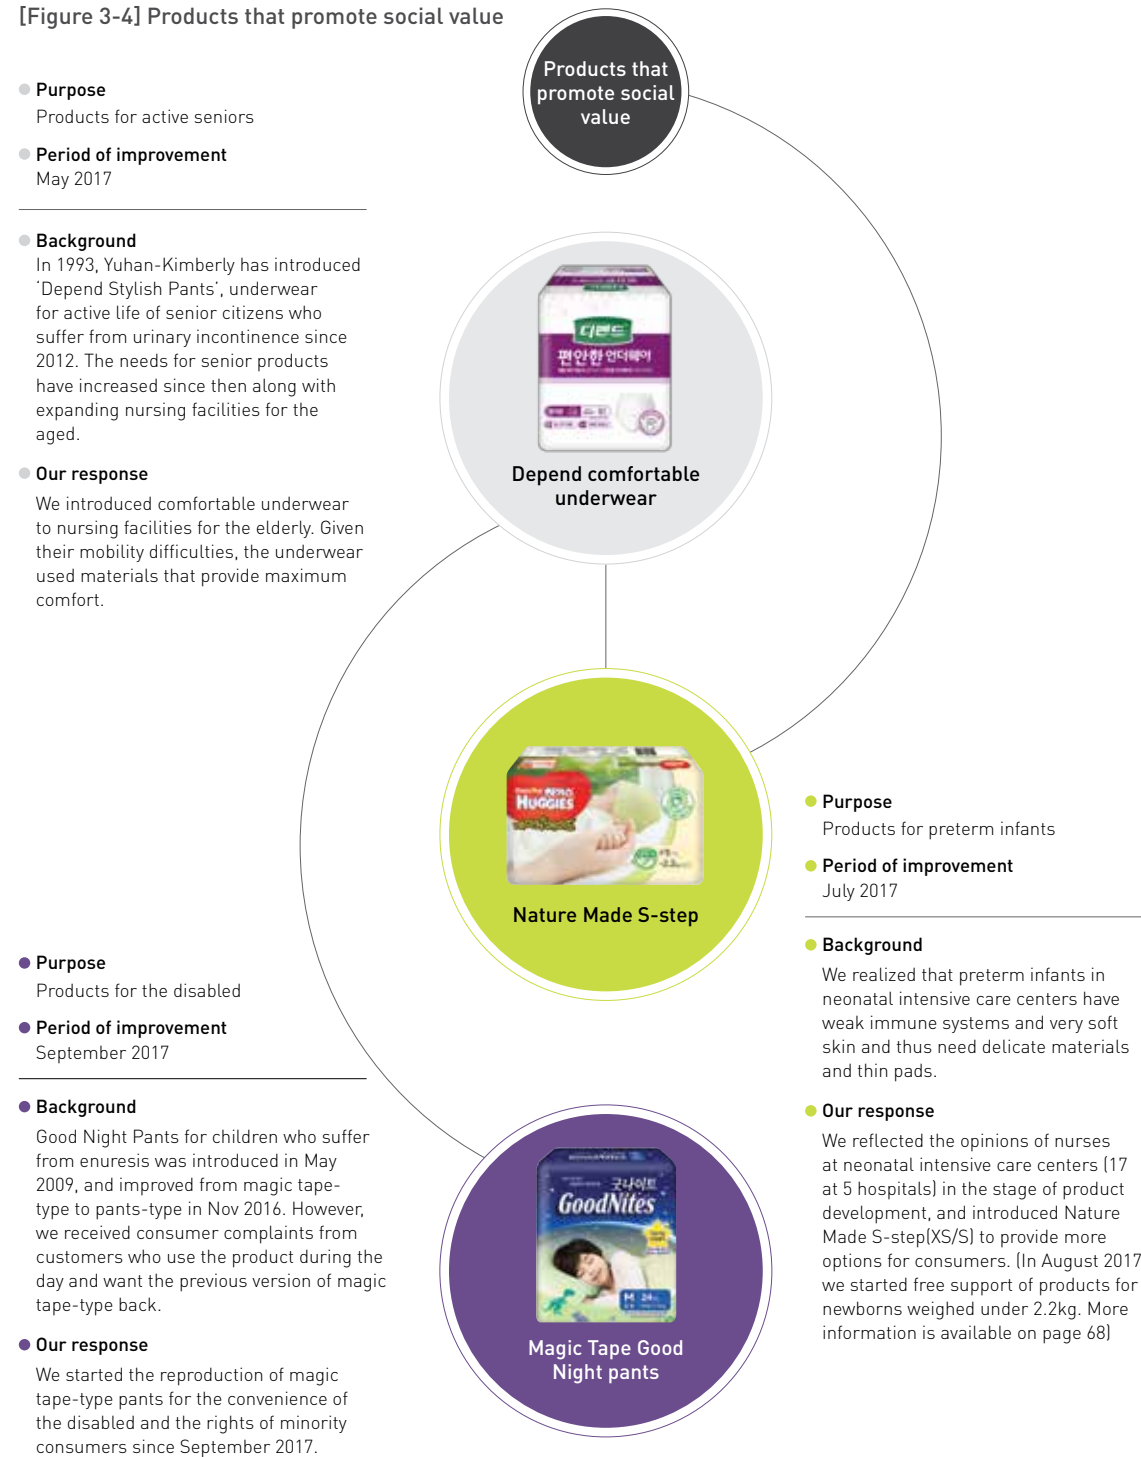 [Figure 3-4] Products that promote social value
Products that
promote social
value
Purpose
Products for active seniors
Period of improvement
May 2017
Background
In 1993, Yuhan-Kimberly has introduced
'Depend Stylish Pants', underwear
for active life of senior citizens who
suffer from urinary incontinence since
2012. The needs for senior products
have increased since then along with
expanding nursing facilities for the
aged.
Our response
We introduced comfortable underwear
to nursing facilities for the elderly. Given
their mobility difficulties, the underwear
used materials that provide maximum
comfort.
디펜드
편안한 언더웨어
Depend comfortable
underwear
하기스
HUGGIES
Nature Made S-step
Purpose
Products for preterm infants
Period of improvement
July 2017
Background
We realized that preterm infants in
neonatal intensive care centers have
weak immune systems and very soft
skin and thus need delicate materials
and thin pads.
Our response
We reflected the opinions of nurses
at neonatal intensive care centers (17
at 5 hospitals) in the stage of product
development, and introduced Nature
Made S-step(XS/S) to provide more
options for consumers. (In August 2017
we started free support of products for
newborns weighed under 2.2kg. More
information is available on page 68)
Purpose
Products for the disabled
Period of improvement
September 2017
Background
Good Night Pants for children who suffer
from enuresis was introduced in May
2009, and improved from magic tape-
type to pants-type in Nov 2016. However,
we received consumer complaints from
customers who use the product during the
day and want the previous version of magic
tape-type back.
Our response
We started the reproduction of magic
tape-type pants for the convenience of
the disabled and the rights of minority
consumers since September 2017.
굿나이트
GoodNites
M 24
Magic Tape Good
Night pants